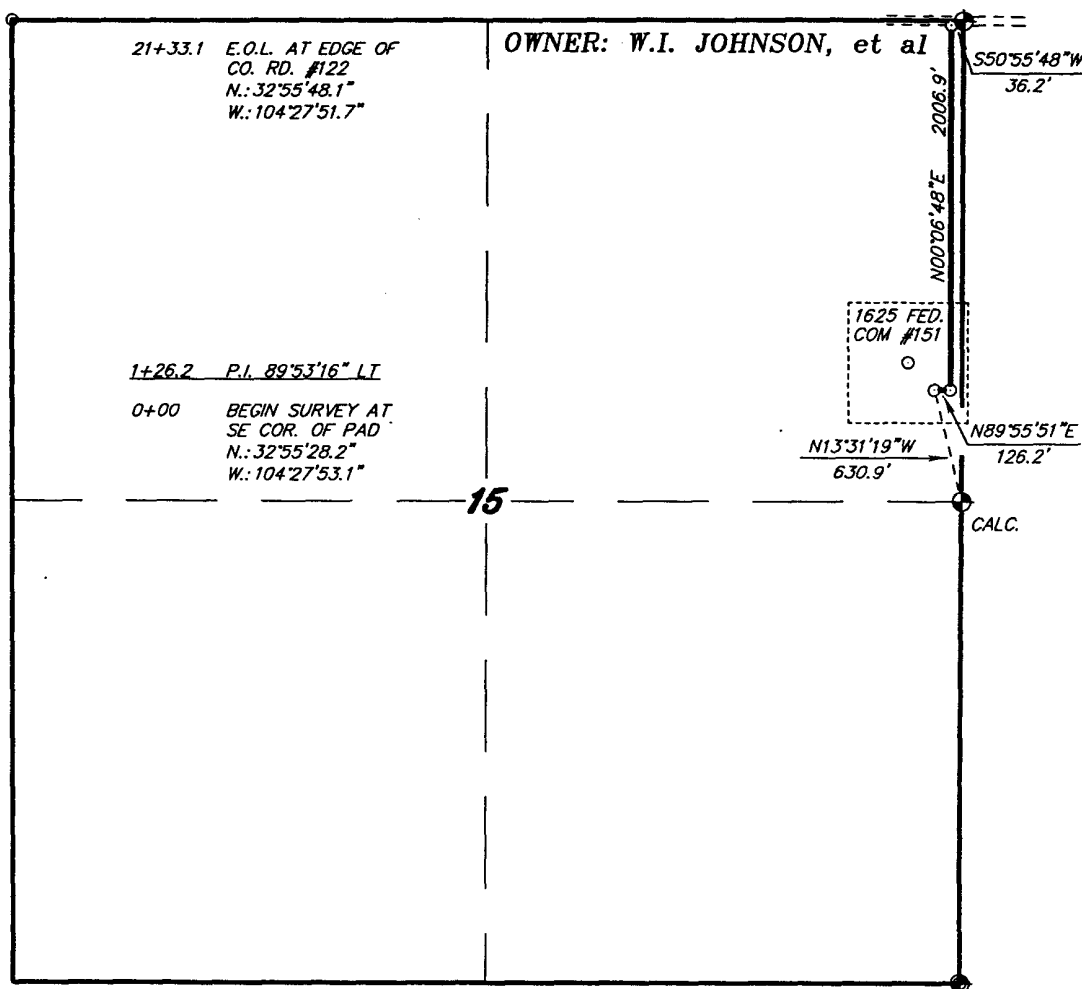 21+33.1 E.O.L. AT EDGE OF
CO. RD. #122
N.: 32°55'48.1"
W.: 104°27'51.7"
OWNER: W.I. JOHNSON, et al
S50°55'48"W
36.2'
N00°06'48"E 2006.9'
1625 FED.
COM #151
1+26.2 P.I. 89°53'16" LT
0+00 BEGIN SURVEY AT
SE COR. OF PAD
N.: 32°55'28.2"
W.: 104°27'53.1"
N89°55'51"E
126.2'
N13°31'19"W
630.9'
15
CALC.